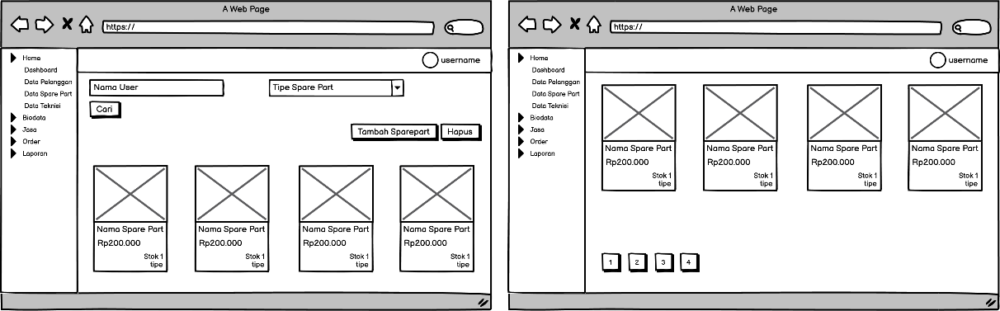 A Web Page
https://
username
Home
Dashboard
Data Pelanggan
Data Spare Part
Data Teknisi
Biodata
Jasa
Order
Laporan
Nama User
Tipe Spare Part
Cari
Tambah Sparepart
Hapus
Nama Spare Part
Rp200.000
Stok 1
tipe
Nama Spare Part
Rp200.000
Stok 1
tipe
Nama Spare Part
Rp200.000
Stok 1
tipe
Nama Spare Part
Rp200.000
Stok 1
tipe
A Web Page
https://
username
Home
Dashboard
Data Pelanggan
Data Spare Part
Data Teknisi
Biodata
Jasa
Order
Laporan
Nama Spare Part
Rp200.000
Stok 1
tipe
Nama Spare Part
Rp200.000
Stok 1
tipe
Nama Spare Part
Rp200.000
Stok 1
tipe
Nama Spare Part
Rp200.000
Stok 1
tipe
1
2
3
4